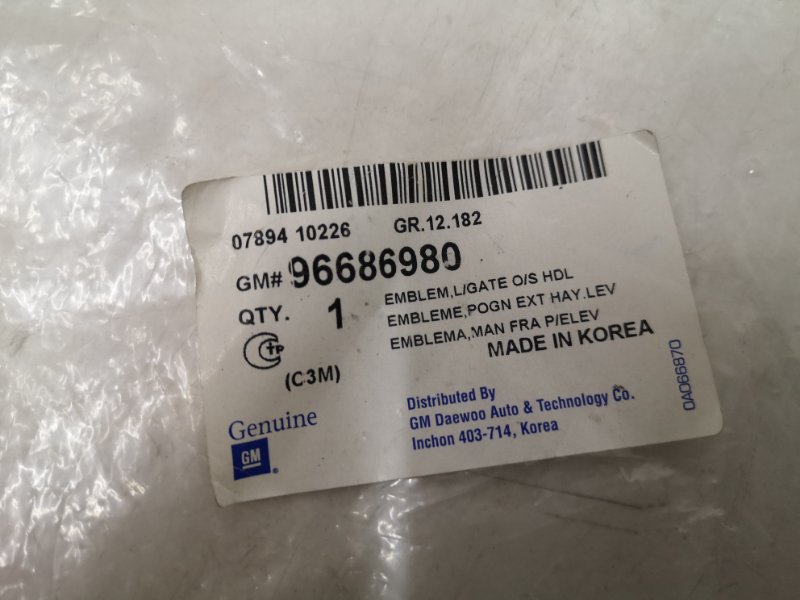 07894 10226 GR.12.182
GM# 96686980
QTY. 1
EMBLEM,L/GATE O/S HDL
EMBLEME,POGN EXT HAY.LEV
EMBLEMA,MAN FRA P/ELEV
MADE IN KOREA
(C3M)
Genuine
GM
Distributed By
GM Daewoo Auto & Technology Co.
Inchon 403-714, Korea
0A066870